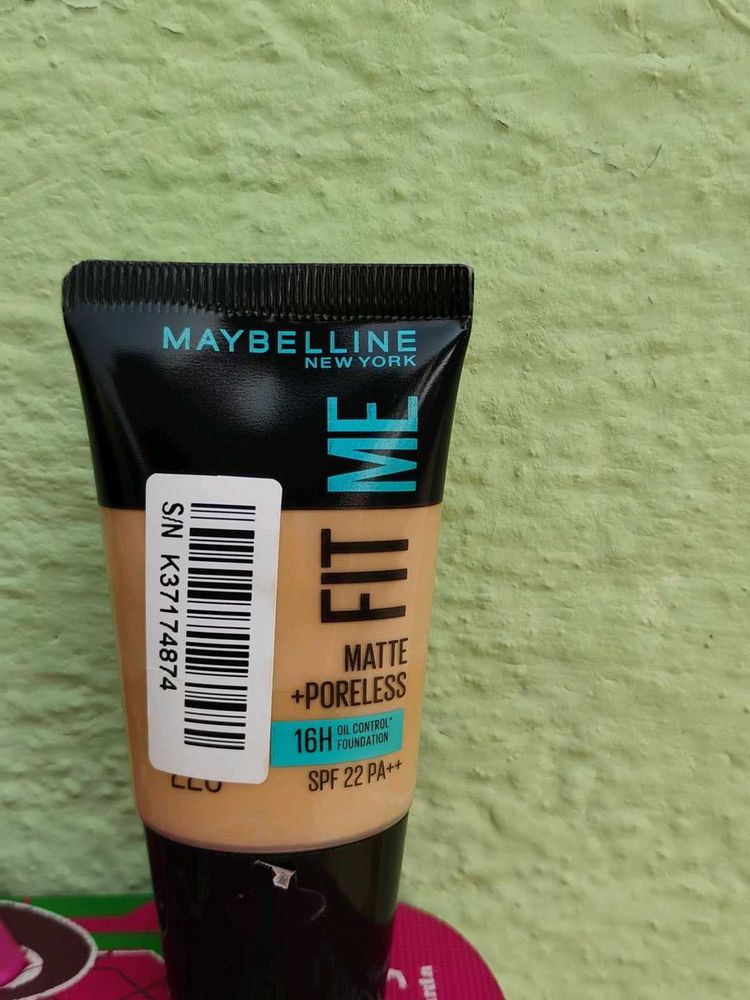 MAYBELLINE
NEW YORK
FIT ME
MATTE
+PORELESS
16H OIL CONTROL*
FOUNDATION
SPF 22 PA++
S/N K37174874